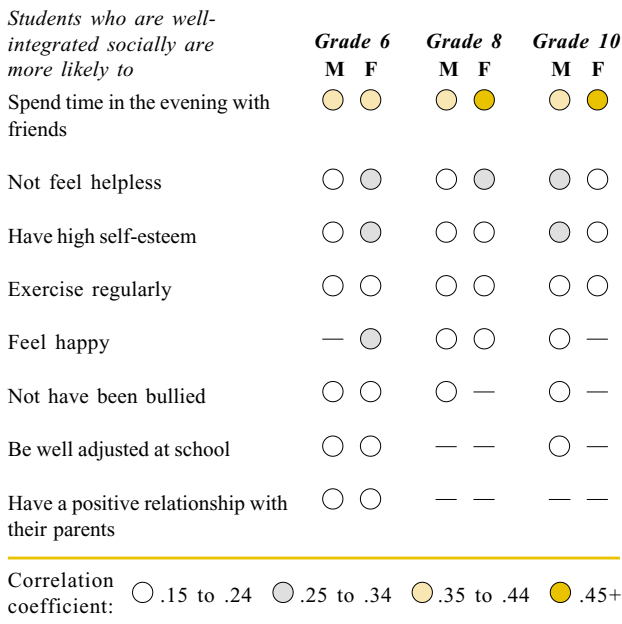 Students who are well-
integrated socially are
more likely to
Grade 6 Grade 8 Grade 10
M F M F M F
Spend time in the evening with
friends
Not feel helpless
Have high self-esteem
Exercise regularly
Feel happy — —
Not have been bullied — —
Be well adjusted at school — — —
Have a positive relationship with — — — —
their parents
Correlation
coefficient: .15 to .24 .25 to .34 .35 to .44 .45+